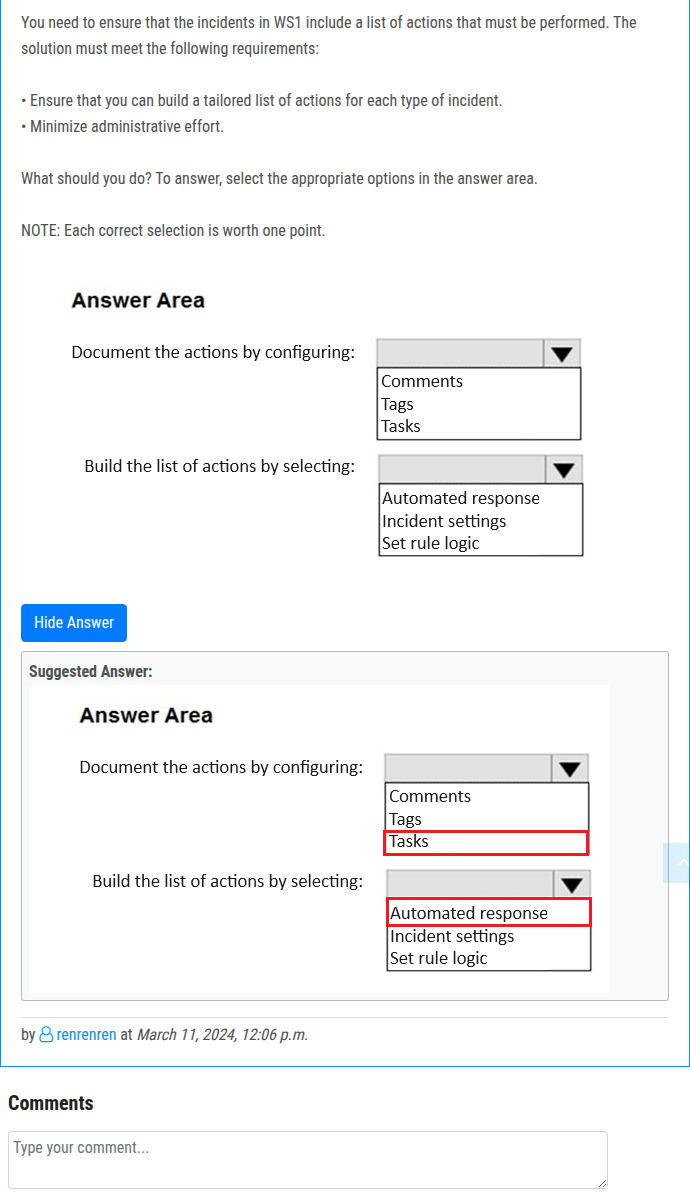 You need to ensure that the incidents in WS1 include a list of actions that must be performed. The
solution must meet the following requirements:
• Ensure that you can build a tailored list of actions for each type of incident.
• Minimize administrative effort.
What should you do? To answer, select the appropriate options in the answer area.
NOTE: Each correct selection is worth one point.
Answer Area
Document the actions by configuring:
Comments
Tags
Tasks
Build the list of actions by selecting:
Automated response
Incident settings
Set rule logic
Hide Answer
Suggested Answer:
Answer Area
Document the actions by configuring:
Comments
Tags
Tasks
Build the list of actions by selecting:
Automated response
Incident settings
Set rule logic
by renrenren at March 11, 2024, 12:06 p.m.
Comments
Type your comment...